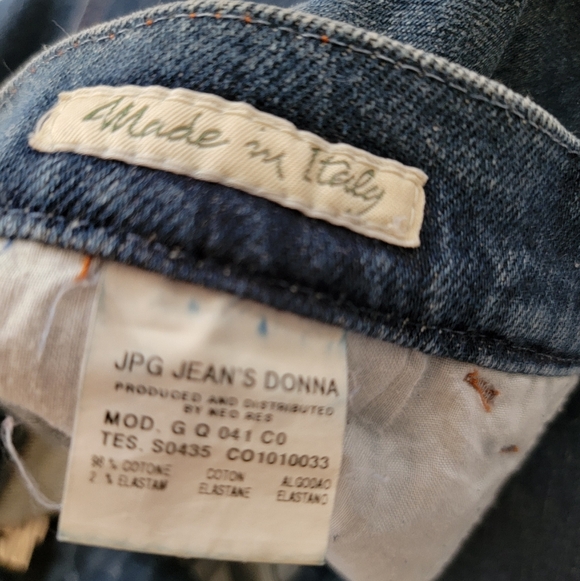 Made in Italy
JPG JEAN'S DONNA
PRODUCED AND DISTRIBUTED
BY NEO RES
MOD. G Q 041 C0
TES. S0435 CO1010033
98 % COTONE COTON ALGODAO
2 % ELASTAM ELASTANE ELASTANO